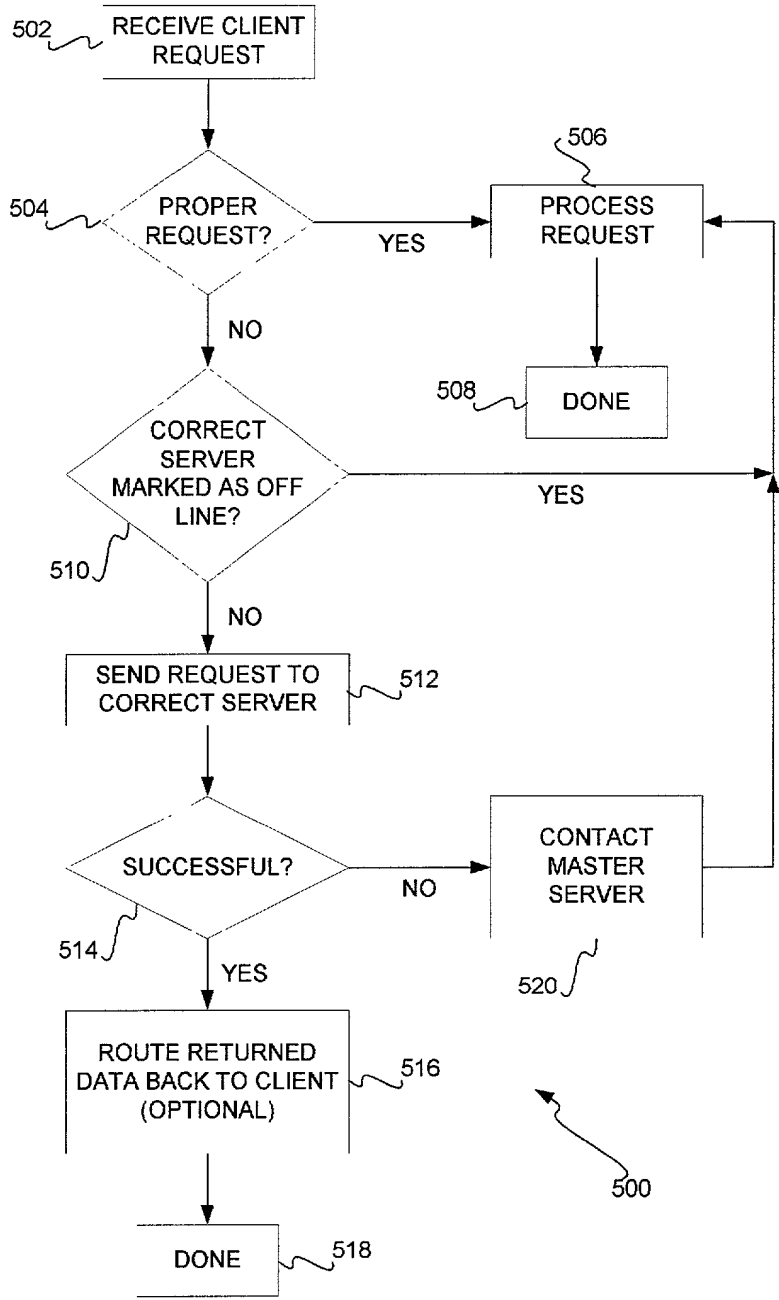 502
RECEIVE CLIENT
REQUEST
504
PROPER
REQUEST?
YES
506
PROCESS
REQUEST
NO
508
DONE
CORRECT
SERVER
MARKED AS OFF
LINE?
YES
510
NO
SEND REQUEST TO
CORRECT SERVER
512
SUCCESSFUL?
NO
CONTACT
MASTER
SERVER
514
YES
520
ROUTE RETURNED
DATA BACK TO CLIENT
(OPTIONAL)
516
500
DONE
518